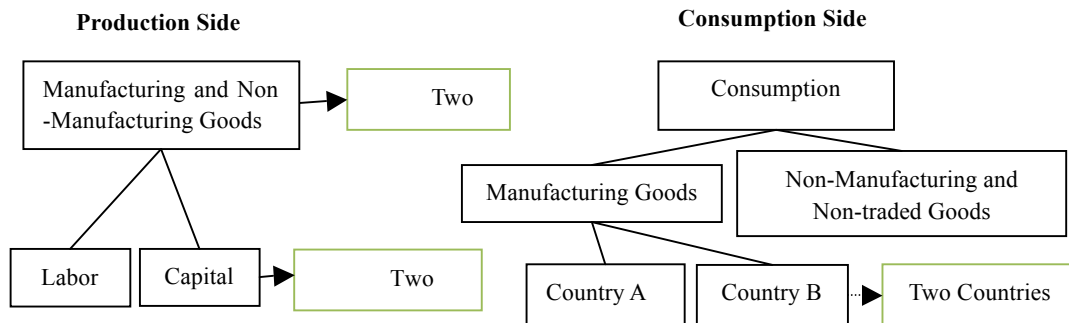 Production Side
Manufacturing and Non
-Manufacturing Goods
Two
Labor
Capital
Two
Consumption Side
Consumption
Manufacturing Goods
Non-Manufacturing and
Non-traded Goods
Country A
Country B
Two Countries